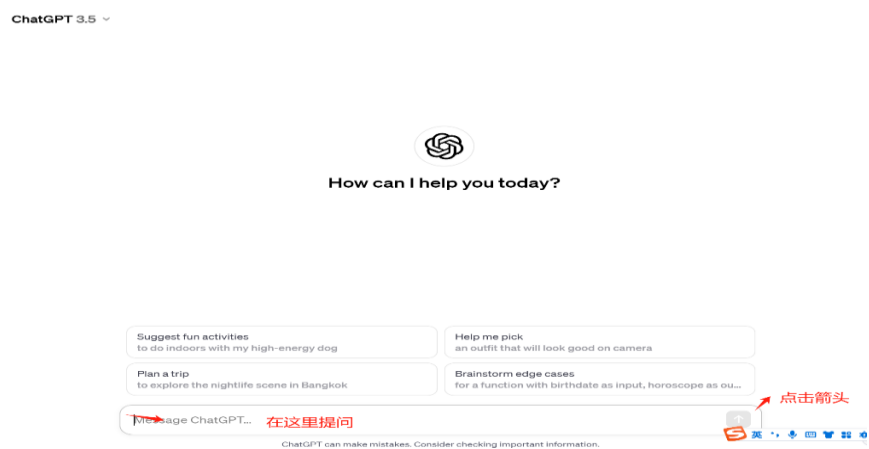 ChatGPT 3.5
How can I help you today?
Suggest fun activities
to do indoors with my high-energy dog
Help me pick
an outfit that will look good on camera
Plan a trip
to explore the nightlife scene in Bangkok
Brainstorm edge cases
for a function with birthdate as input, horoscope as ou...
点击箭头
Message ChatGPT... 在这里提问
英
ChatGPT can make mistakes. Consider checking important information.